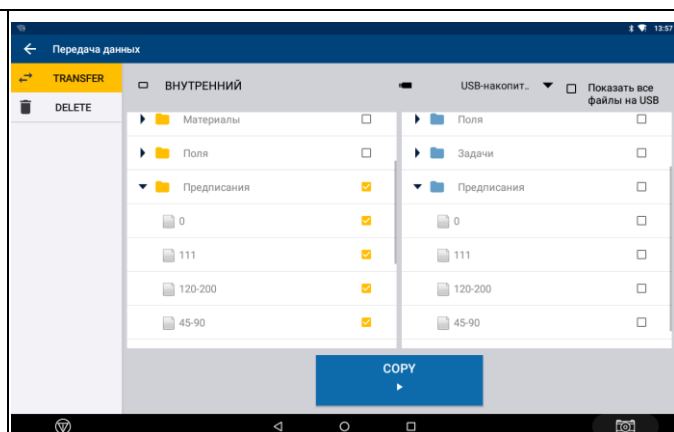 13:57
Передача данных
TRANSFER
DELETE
ВНУТРЕННИЙ
USB-накопит..
Показать все
файлы на USB
Материалы
Поля
Предписания
0
111
120-200
45-90
Поля
Задачи
Предписания
0
111
120-200
45-90
COPY